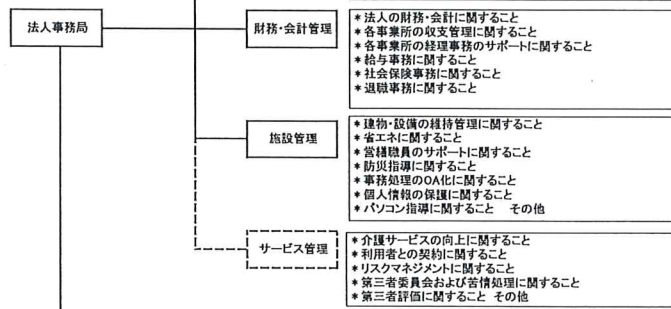 法人事務局
財務・会計管理
*法人の財務・会計に関すること
*各事業所の収支管理に関すること
*各事業所の経理事務のサポートに関すること
*給与事務に関すること
*社会保険事務に関すること
*退職事務に関すること
施設管理
*建物・設備の維持管理に関すること
*省エネに関すること
*営繕職員のサポートに関すること
*防災指導に関すること
*事務処理のOA化に関すること
*個人情報の保護に関すること
*パソコン指導に関すること　その他
サービス管理
*介護サービスの向上に関すること
*利用者との契約に関すること
*リスクマネジメントに関すること
*第三者委員会および苦情処理に関すること
*第三者評価に関すること その他